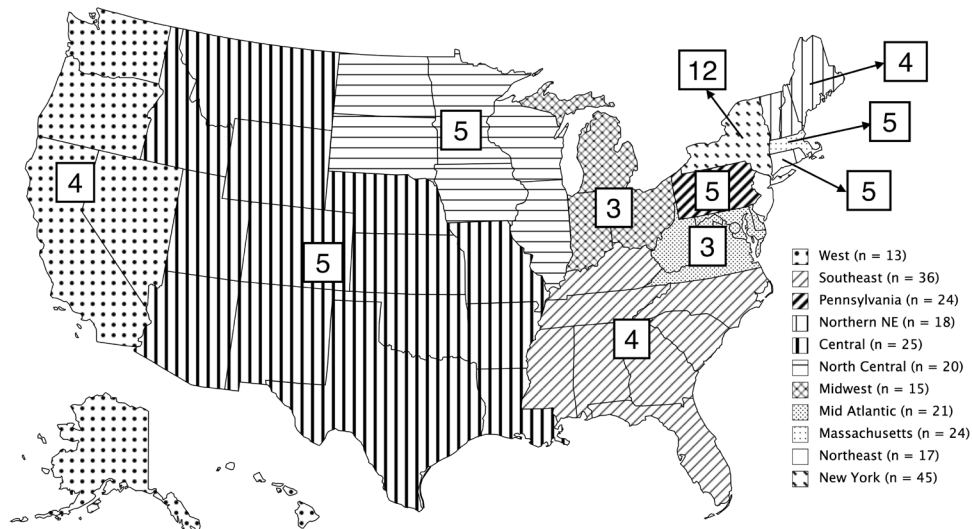 4
12
5
5
4
5
5
3
3
5
4
West (n = 13)
Southeast (n = 36)
Pennsylvania (n = 24)
Northern NE (n = 18)
Central (n = 25)
North Central (n = 20)
Midwest (n = 15)
Mid Atlantic (n = 21)
Massachusetts (n = 24)
Northeast (n = 17)
New York (n = 45)